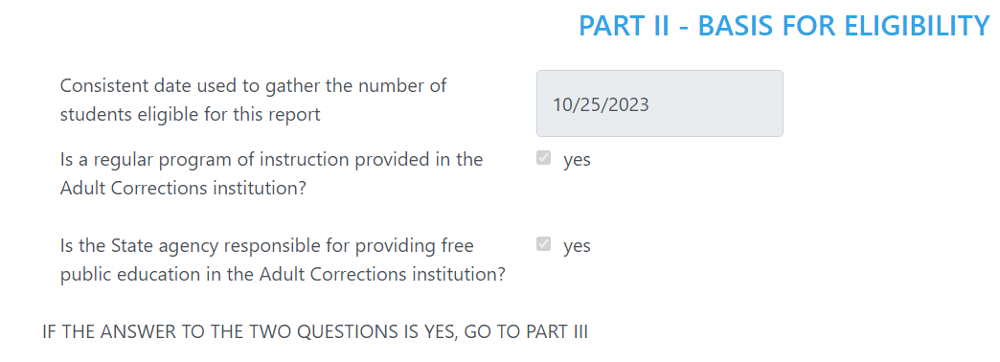 PART II - BASIS FOR ELIGIBILITY
Consistent date used to gather the number of
students eligible for this report
10/25/2023
Is a regular program of instruction provided in the
Adult Corrections institution?
yes
Is the State agency responsible for providing free
public education in the Adult Corrections institution?
yes
IF THE ANSWER TO THE TWO QUESTIONS IS YES, GO TO PART III